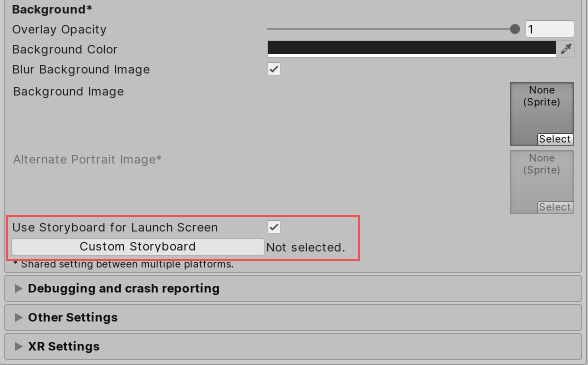 Background*
Overlay Opacity 1
Background Color
Blur Background Image
Background Image None
(Sprite)
Select
Alternate Portrait Image* None
(Sprite)
Select
Use Storyboard for Launch Screen
Custom Storyboard Not selected.
* Shared setting between multiple platforms.
Debugging and crash reporting
Other Settings
XR Settings